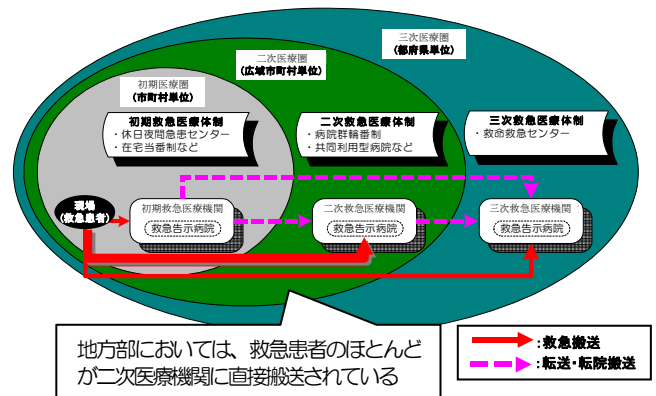 三次医療圏
(都府県単位)
二次医療圏
(広域市町村単位)
初期医療圏
(市町村単位)
初期救急医療体制
・休日夜間急患センター
・在宅当番制など
二次救急医療体制
・病院群輪番制
・共同利用型病院など
三次救急医療体制
・救命救急センター
現場
(救急患者)
初期救急医療機関
救急告示病院
二次救急医療機関
救急告示病院
三次救急医療機関
救急告示病院
地方部においては、救急患者のほとんど
が二次医療機関に直接搬送されている
:救急搬送
:転送・転院搬送